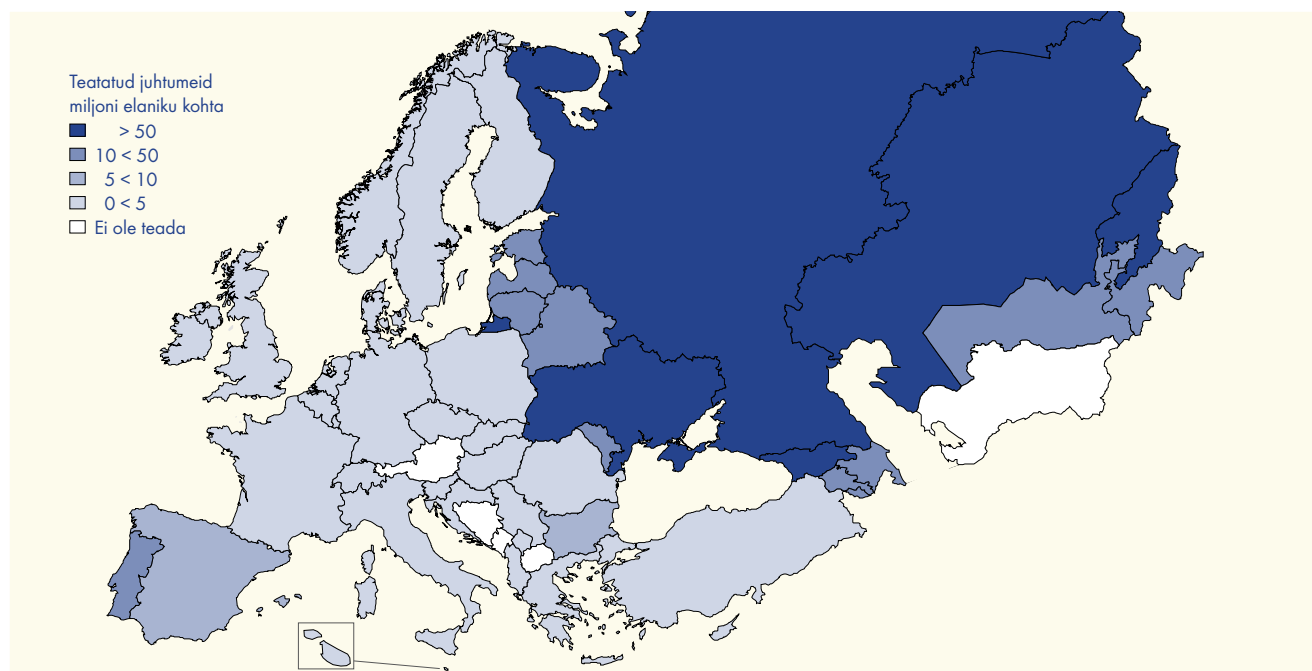 Teatatud juhtumeid
miljoni elaniku kohta
> 50
10 < 50
5 < 10
0 < 5
Ei ole teada